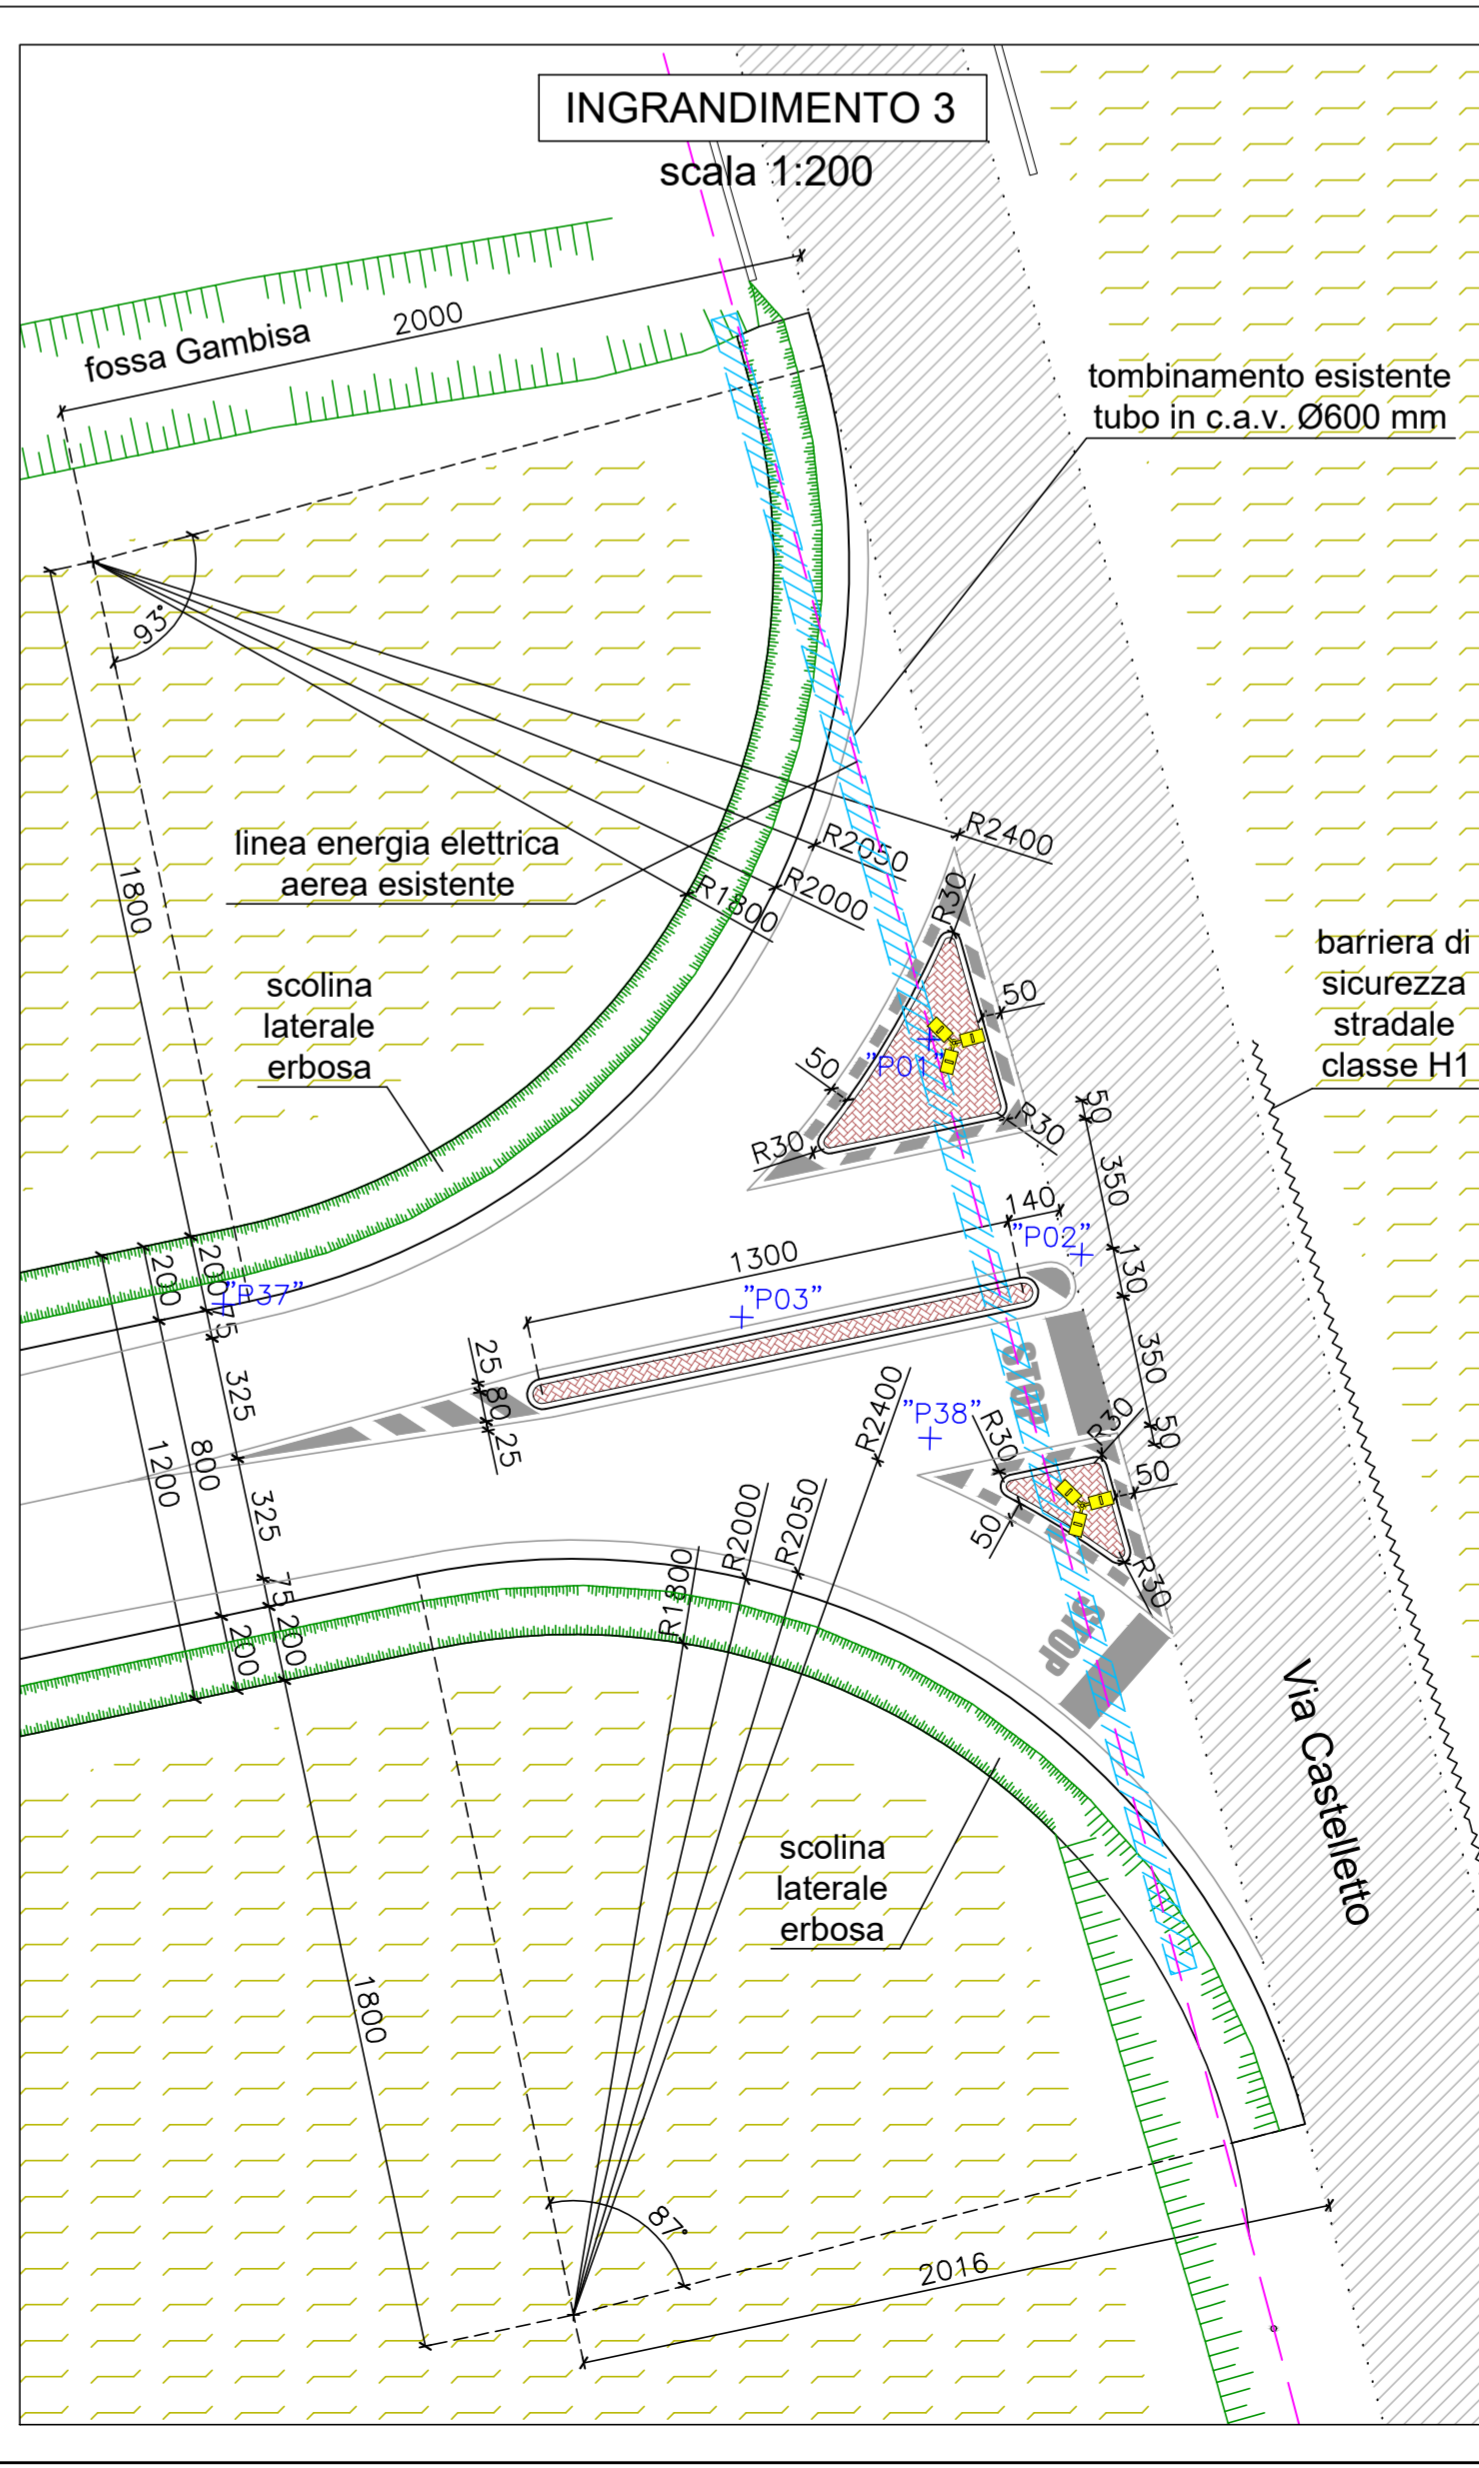 INGRANDIMENTO 3
scala 1:200
2000
fossa Gambisa
tombinamento esistente
tubo in c.a.v. Ø600 mm
93°
1800
linea energia elettrica
aerea esistente
R2400
R2050
R2000
R1800
R30
barriera di
sicurezza
stradale
classe H1
scolina
laterale
erbosa
50
50
"P01"
R30
R30
50
350
140
"P02"
130
1300
"P03"
200
200
"P37"
75
325
350
25
80
25
R2400
"P38"
STOP
R30
R30
50
50
50
R30
1200
800
325
R2000
R2050
R1800
75
200
200
STOP
Via Castelletto
scolina
laterale
erbosa
1800
87°
2016